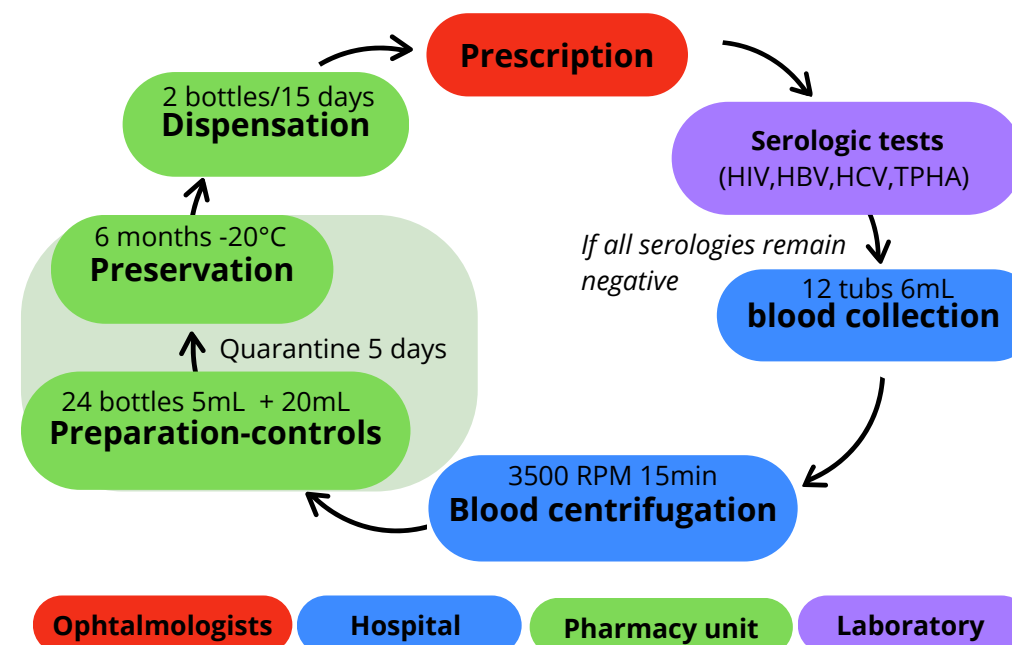 Prescription
Serologic tests
(HIV,HBV,HCV,TPHA)
If all serologies remain
negative
12 tubs 6mL
blood collection
3500 RPM 15min
Blood centrifugation
24 bottles 5mL + 20mL
Preparation-controls
Quarantine 5 days
6 months -20°C
Preservation
2 bottles/15 days
Dispensation
Ophtalmologists
Hospital
Pharmacy unit
Laboratory